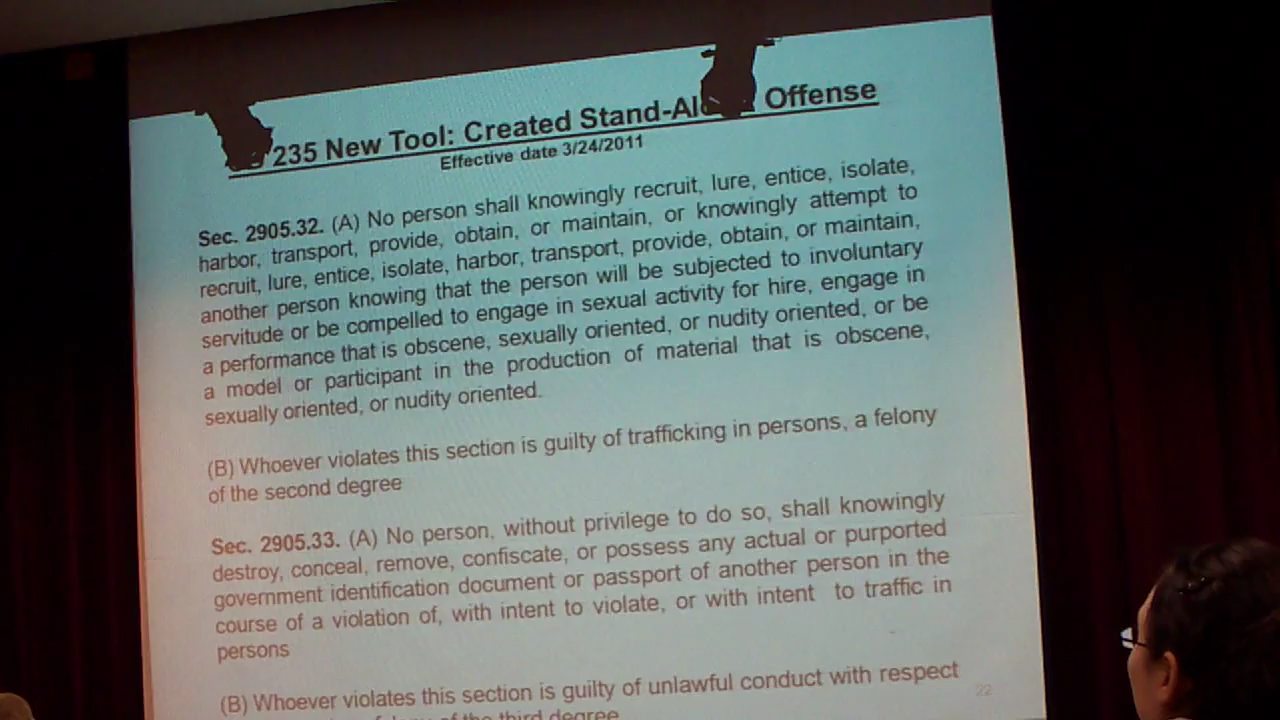 235 New Tool: Created Stand-Al Offense
Effective date 3/24/2011
Sec. 2905.32. (A) No person shall knowingly recruit, lure, entice, isolate,
harbor, transport, provide, obtain, or maintain, or knowingly attempt to
recruit, lure, entice, isolate, harbor, transport, provide, obtain, or maintain,
another person knowing that the person will be subjected to involuntary
servitude or be compelled to engage in sexual activity for hire, engage in
a performance that is obscene, sexually oriented, or nudity oriented, or be
a model or participant in the production of material that is obscene,
sexually oriented, or nudity oriented.
(B) Whoever violates this section is guilty of trafficking in persons, a felony
of the second degree
Sec. 2905.33. (A) No person, without privilege to do so, shall knowingly
destroy, conceal, remove, confiscate, or possess any actual or purported
government identification document or passport of another person in the
course of a violation of, with intent to violate, or with intent to traffic in
persons
(B) Whoever violates this section is guilty of unlawful conduct with respect
of the third degree
22